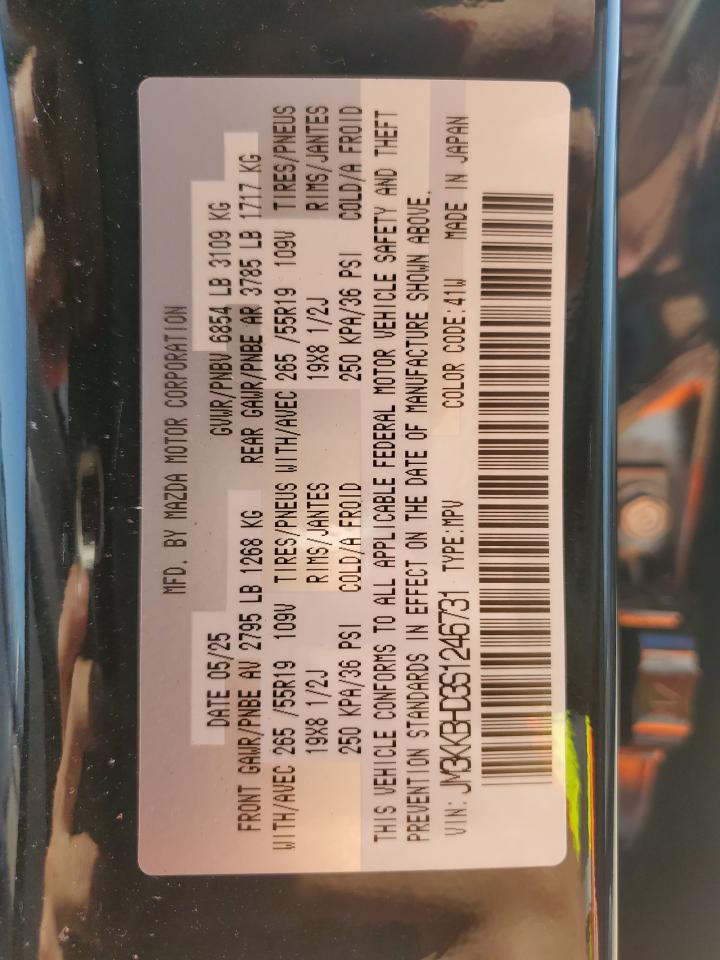 MFD. BY MAZDA MOTOR CORPORATION
DATE 05/25 GVWR/PNBV 6854 LB 3109 KG
FRONT GAWR/PNBE AV 2795 LB 1268 KG REAR GAWR/PNBE AR 3785 LB 1717 KG
WITH/AVEC 265 /55R19 109V TIRES/PNEUS WITH/AVEC 265 /55R19 109V TIRES/PNEUS
19X8 1/2J RIMS/JANTES 19X8 1/2J RIMS/JANTES
250 KPA/36 PSI COLD/A FROID 250 KPA/36 PSI COLD/A FROID
THIS VEHICLE CONFORMS TO ALL APPLICABLE FEDERAL MOTOR VEHICLE SAFETY AND THEFT
PREVENTION STANDARDS IN EFFECT ON THE DATE OF MANUFACTURE SHOWN ABOVE.
VIN: JM3KKBHD3S1246731 TYPE:MPV COLOR CODE:41W MADE IN JAPAN